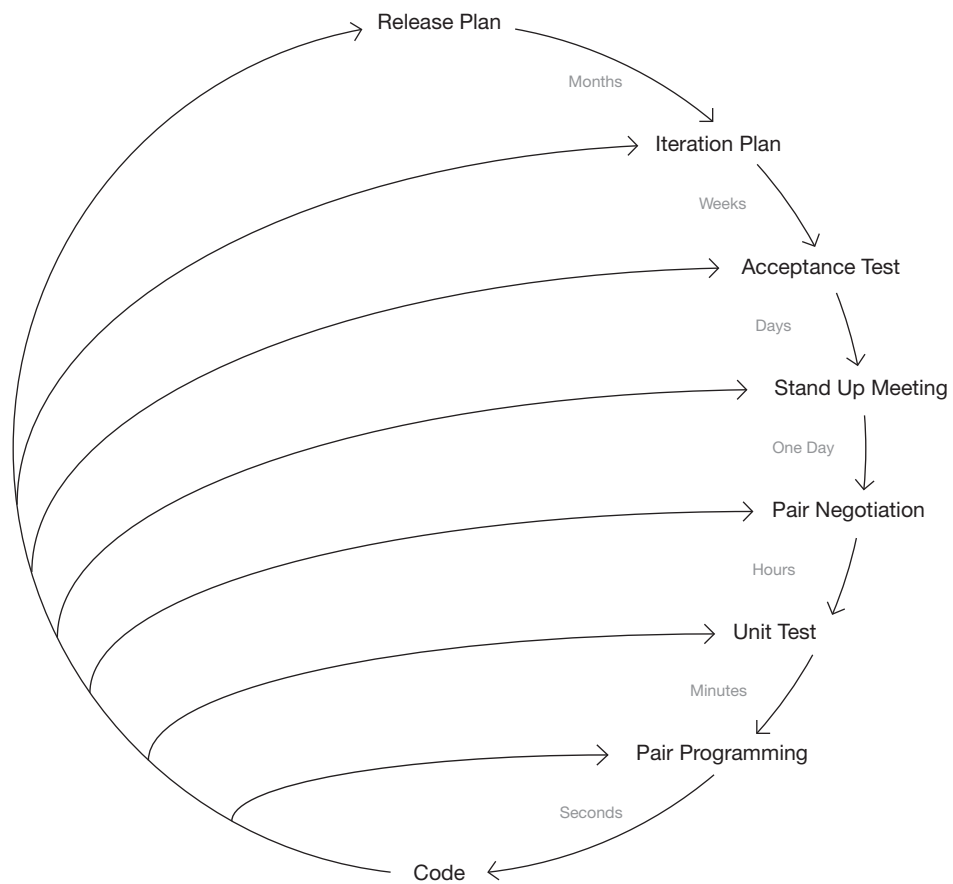 Release Plan
Months
Iteration Plan
Weeks
Acceptance Test
Days
Stand Up Meeting
One Day
Pair Negotiation
Hours
Unit Test
Minutes
Pair Programming
Seconds
Code